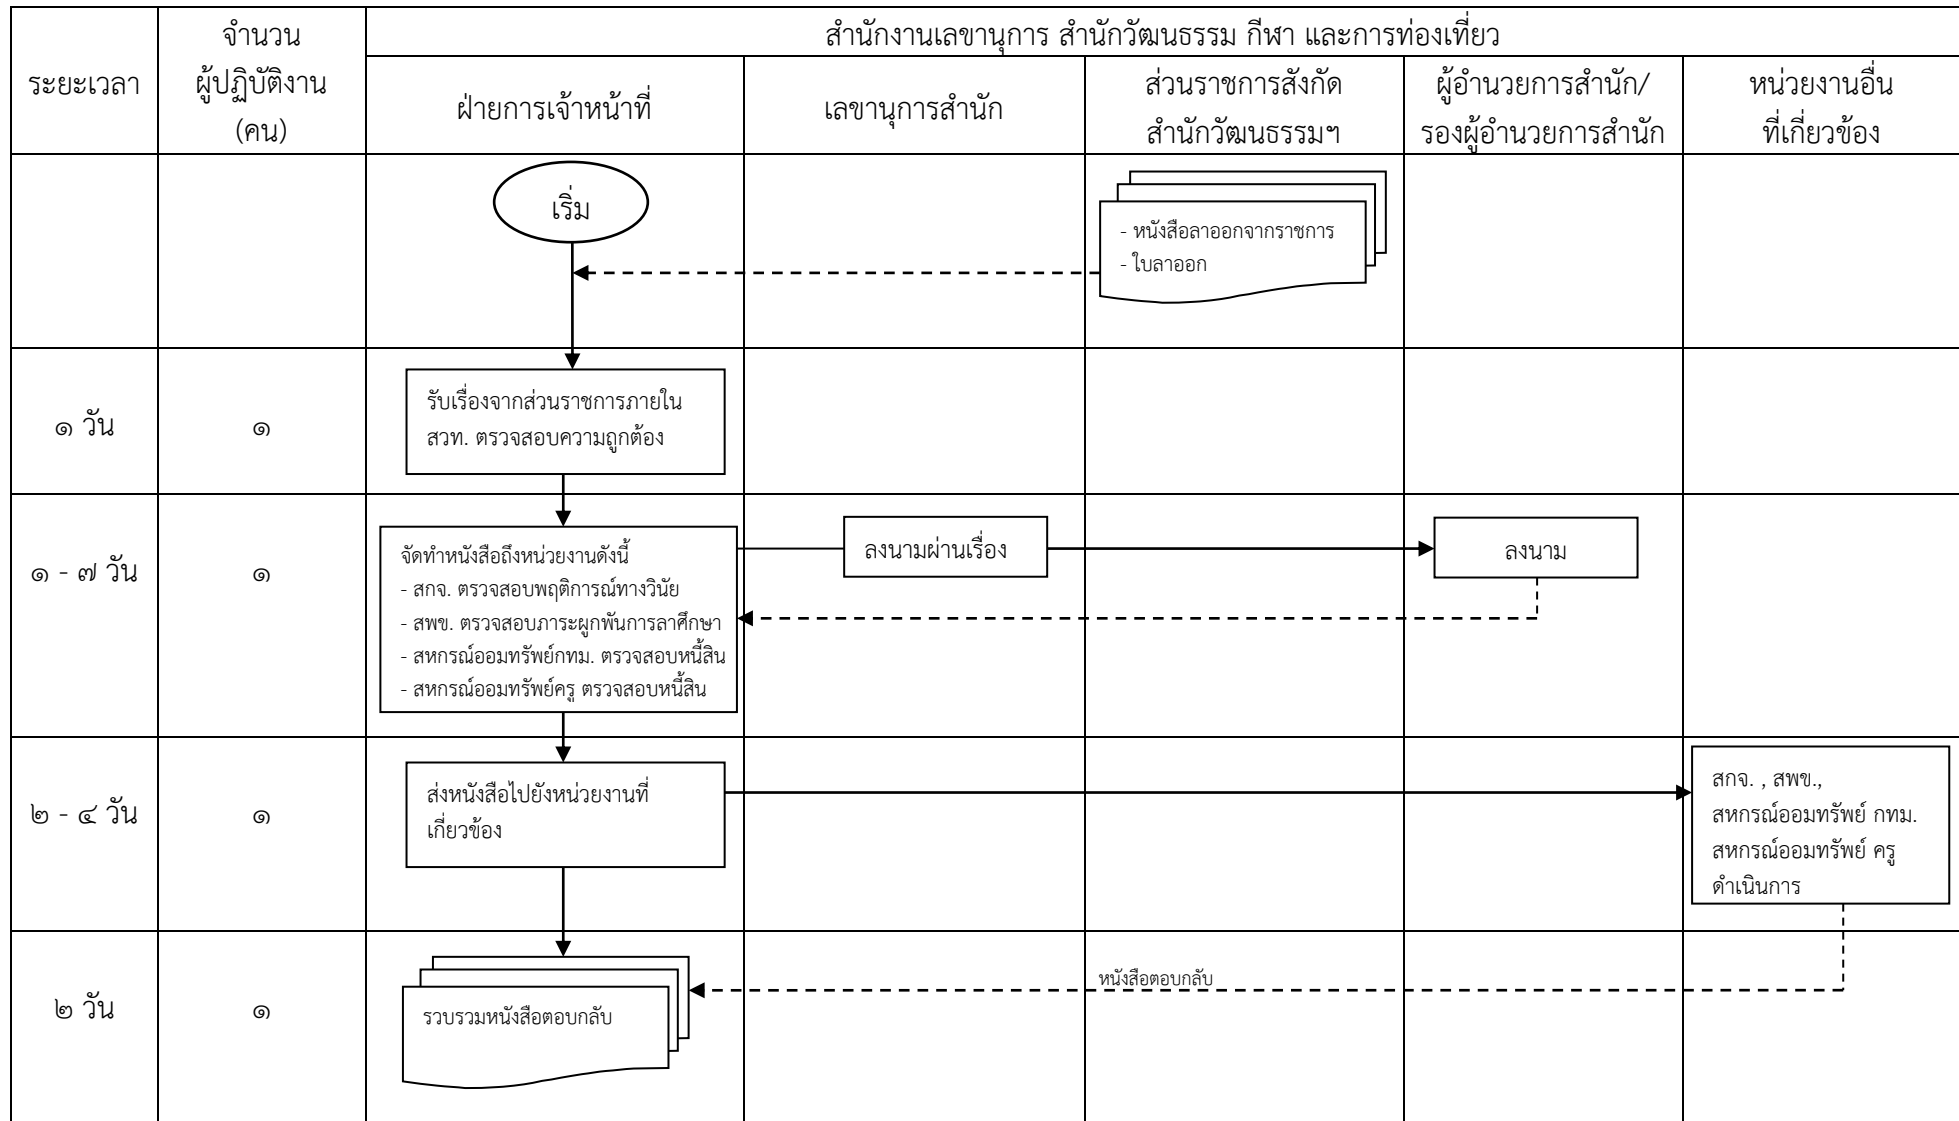 ระยะเวลา
จำนวน
ผู้ปฏิบัติงาน
(คน)
สำนักงานเลขานุการ สำนักวัฒนธรรม กีฬา และการท่องเที่ยว
ฝ่ายการเจ้าหน้าที่
เลขานุการสำนัก
ส่วนราชการสังกัด
สำนักวัฒนธรรมฯ
ผู้อำนวยการสำนัก/
รองผู้อำนวยการสำนัก
หน่วยงานอื่น
ที่เกี่ยวข้อง
เริ่ม
- หนังสือลาออกจากราชการ
- ใบลาออก
๑ วัน
๑
รับเรื่องจากส่วนราชการภายใน
สวท. ตรวจสอบความถูกต้อง
๑ - ๗ วัน
๑
จัดทำหนังสือถึงหน่วยงานดังนี้
- สกจ. ตรวจสอบพฤติการณ์ทางวินัย
- สพข. ตรวจสอบภาระผูกพันการลาศึกษา
- สหกรณ์ออมทรัพย์กทม. ตรวจสอบหนี้สิน
- สหกรณ์ออมทรัพย์ครู ตรวจสอบหนี้สิน
ลงนามผ่านเรื่อง
ลงนาม
๒ - ๔ วัน
๑
ส่งหนังสือไปยังหน่วยงานที่
เกี่ยวข้อง
สกจ. , สพข.,
สหกรณ์ออมทรัพย์ กทม.
สหกรณ์ออมทรัพย์ ครู
ดำเนินการ
๒ วัน
๑
รวบรวมหนังสือตอบกลับ
หนังสือตอบกลับ